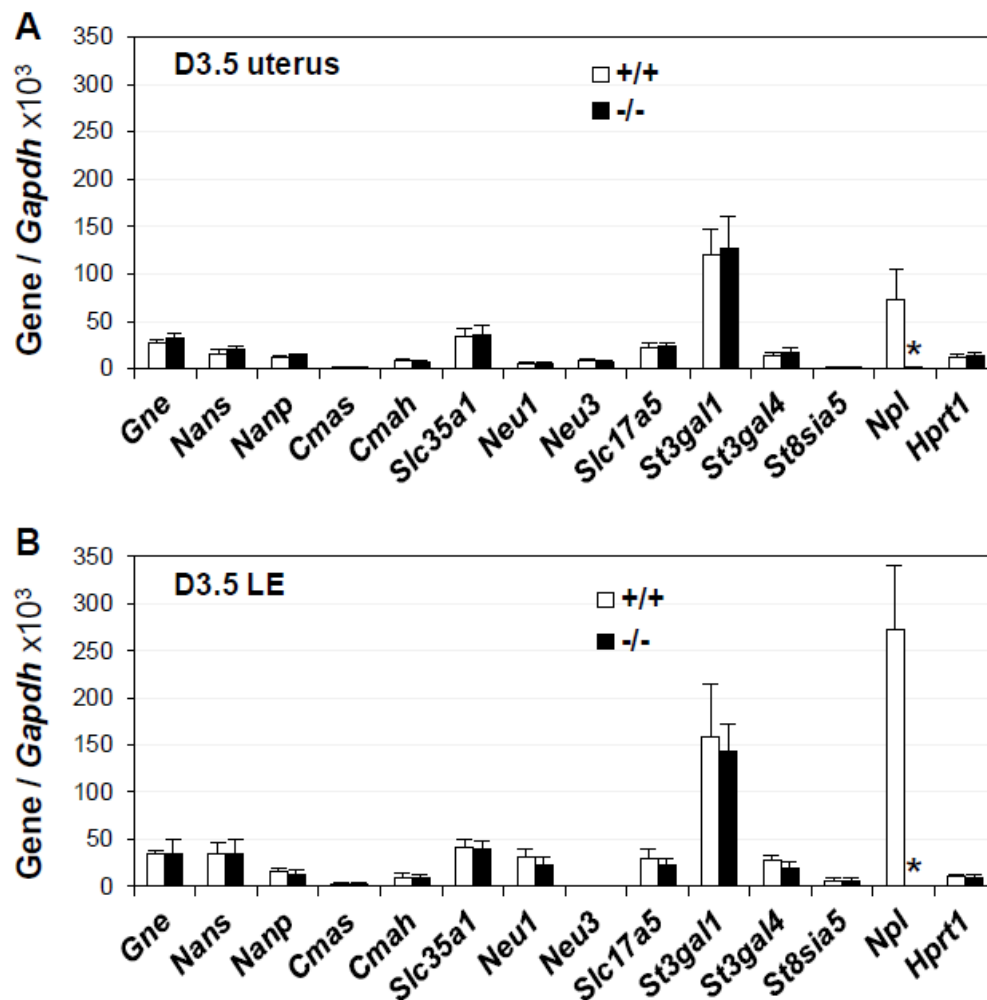 A
350
300
250
200
150
100
50
0
Gene / Gapdh x10³
D3.5 uterus
+/+
-/-
*
Gne Nans Nanp Cmas Cmah Slc35a1 Neu1 Neu3 Slc17a5 St3gal1 St3gal4 St8sia5 Npl Hprt1
B
350
300
250
200
150
100
50
0
Gene / Gapdh x10³
D3.5 LE
+/+
-/-
*
Gne Nans Nanp Cmas Cmah Slc35a1 Neu1 Neu3 Slc17a5 St3gal1 St3gal4 St8sia5 Npl Hprt1